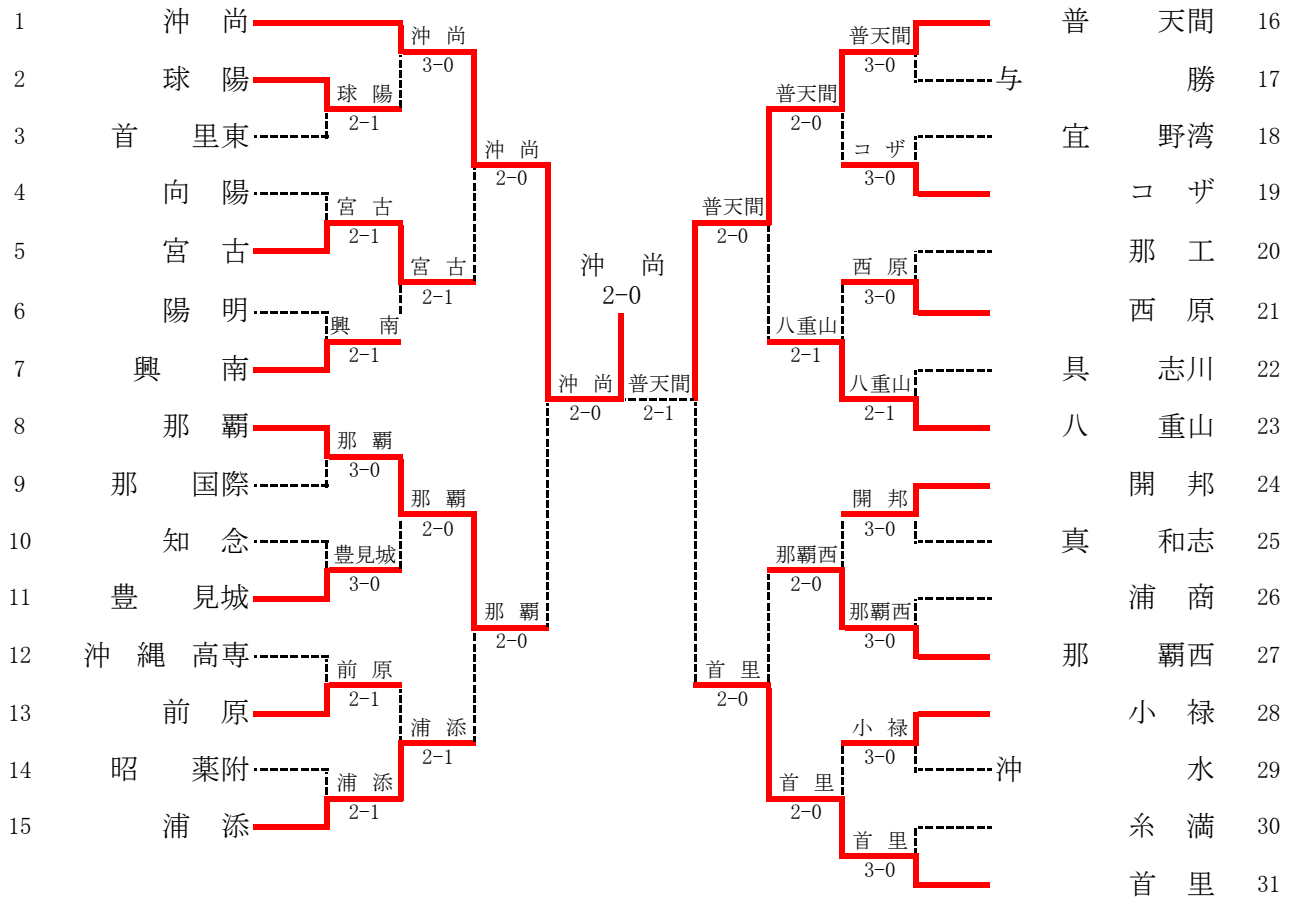 1 沖 尚
2 球 陽
3 首 里東
4 向 陽
5 宮 古
6 陽 明
7 興 南
8 那 覇
9 那 国際
10 知 念
11 豊 見城
12 沖 縄 高専
13 前 原
14 昭 薬附
15 浦 添
球 陽
2-1
宮 古
2-1
興 南
2-1
那 覇
3-0
豊見城
3-0
前 原
2-1
浦 添
2-1
沖 尚
3-0
宮 古
2-1
那 覇
2-0
浦 添
2-1
沖 尚
2-0
那 覇
2-0
沖 尚
2-0
沖 尚
2-0
普天間
2-1
普天間
2-0
首 里
2-0
普天間
2-0
八重山
2-1
那覇西
2-0
首 里
2-0
普天間
3-0
コ ザ
3-0
西 原
3-0
八重山
2-1
開 邦
3-0
那覇西
3-0
小 禄
3-0
首 里
3-0
普 天間 16
与 勝 17
宜 野湾 18
コ ザ 19
那 工 20
西 原 21
具 志川 22
八 重山 23
開 邦 24
真 和志 25
浦 商 26
那 覇西 27
小 禄 28
沖 水 29
糸 満 30
首 里 31